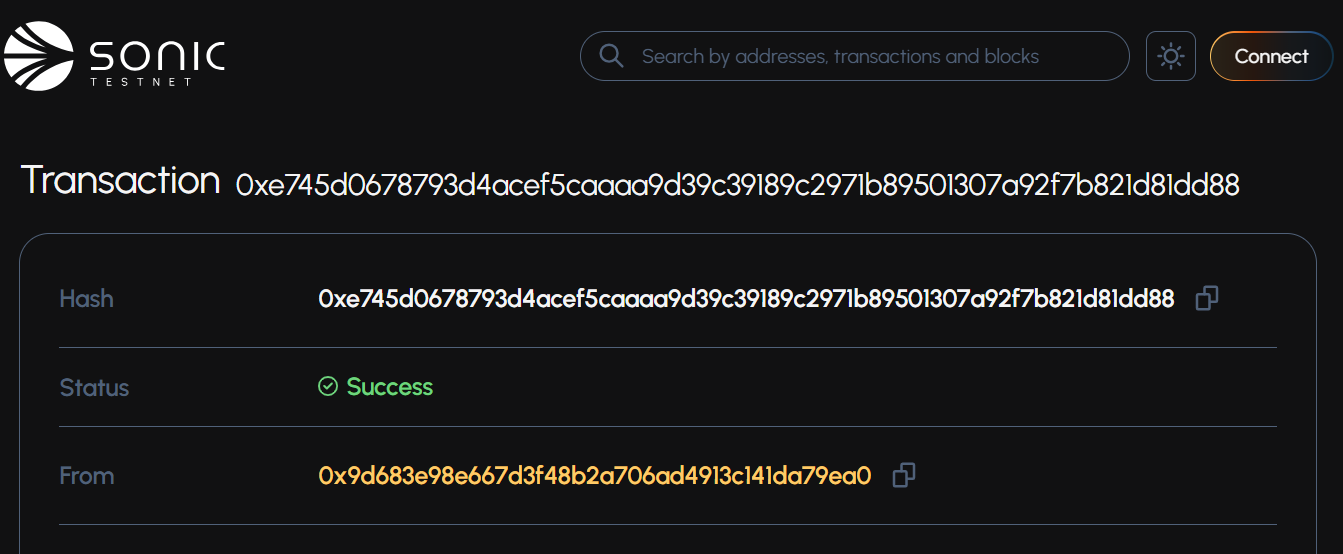 SONIC
TESTNET
Search by addresses, transactions and blocks
Connect
Transaction 0xe745d0678793d4acef5caaaa9d39c39189c2971b89501307a92f7b821d81dd88
Hash 0xe745d0678793d4acef5caaaa9d39c39189c2971b89501307a92f7b821d81dd88
Status Success
From 0x9d683e98e667d3f48b2a706ad4913c141da79ea0